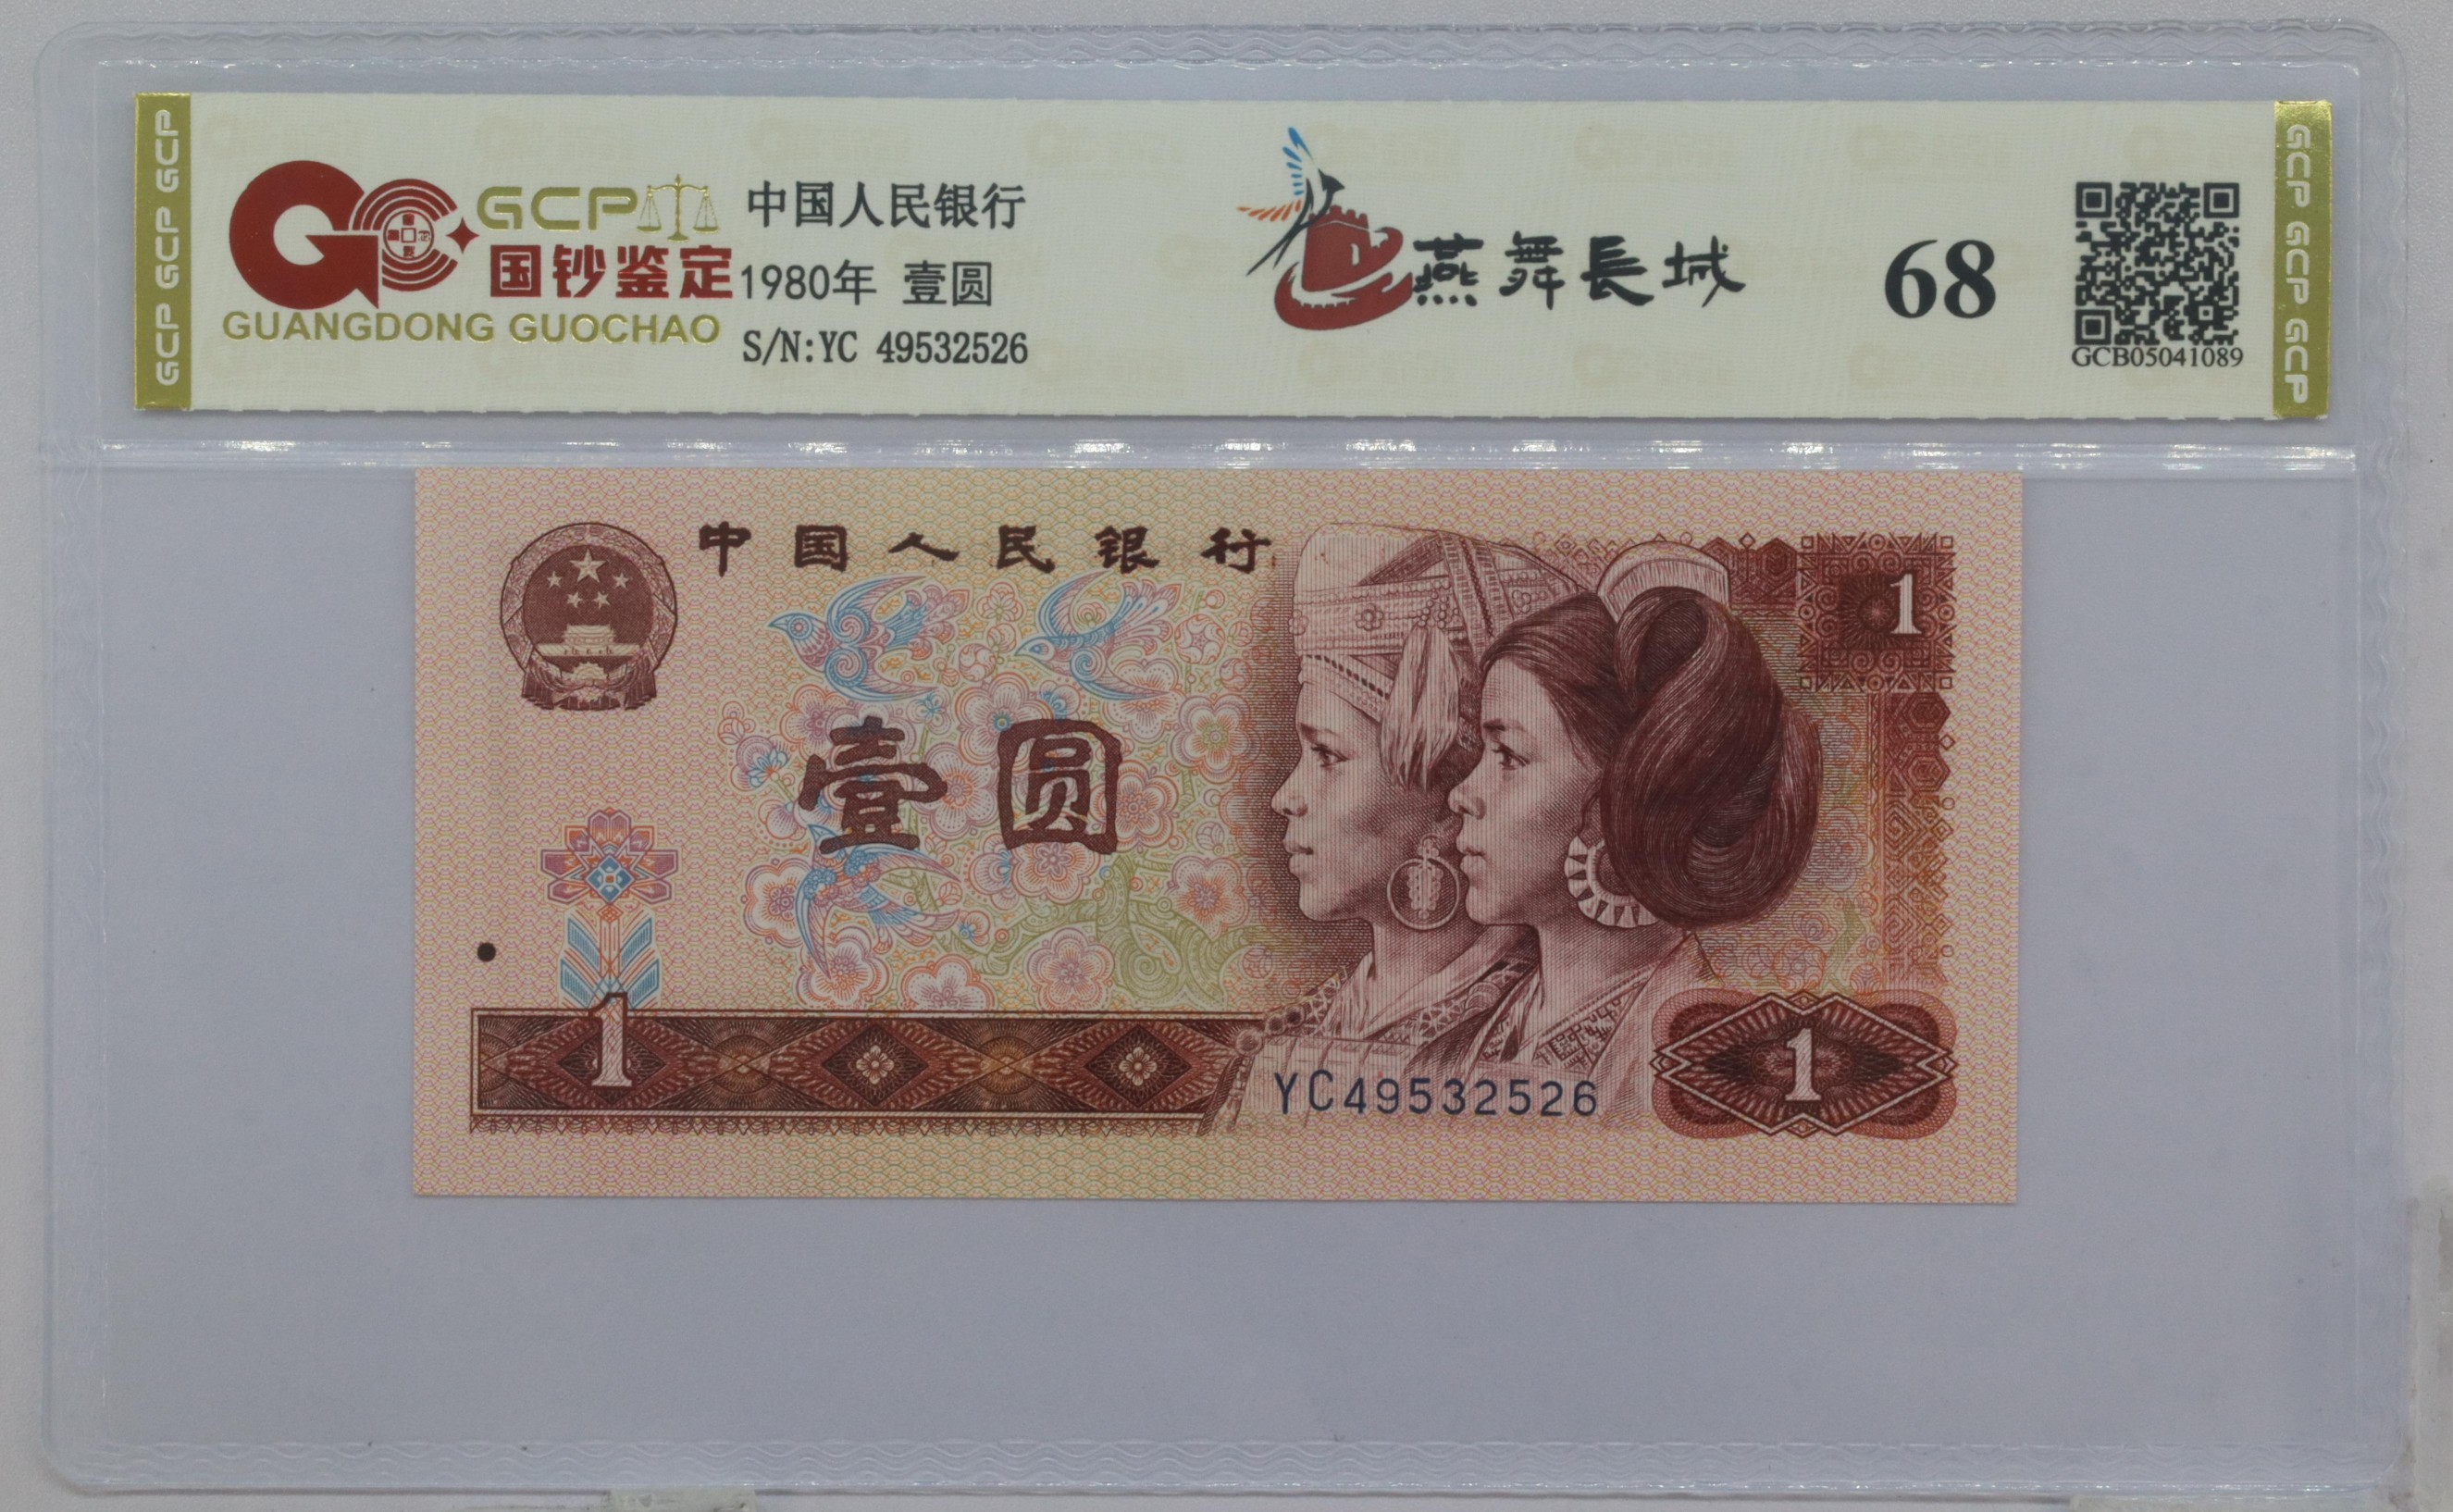 GCP GCP GCP
GCP
国钞鉴定
GUANGDONG GUOCHAO
中国人民银行
1980年 壹圆
S/N:YC 49532526
燕舞長城
68
GCB05041089
GCP GCP GCP
中国人民银行
1
壹圆
1
YC49532526
1